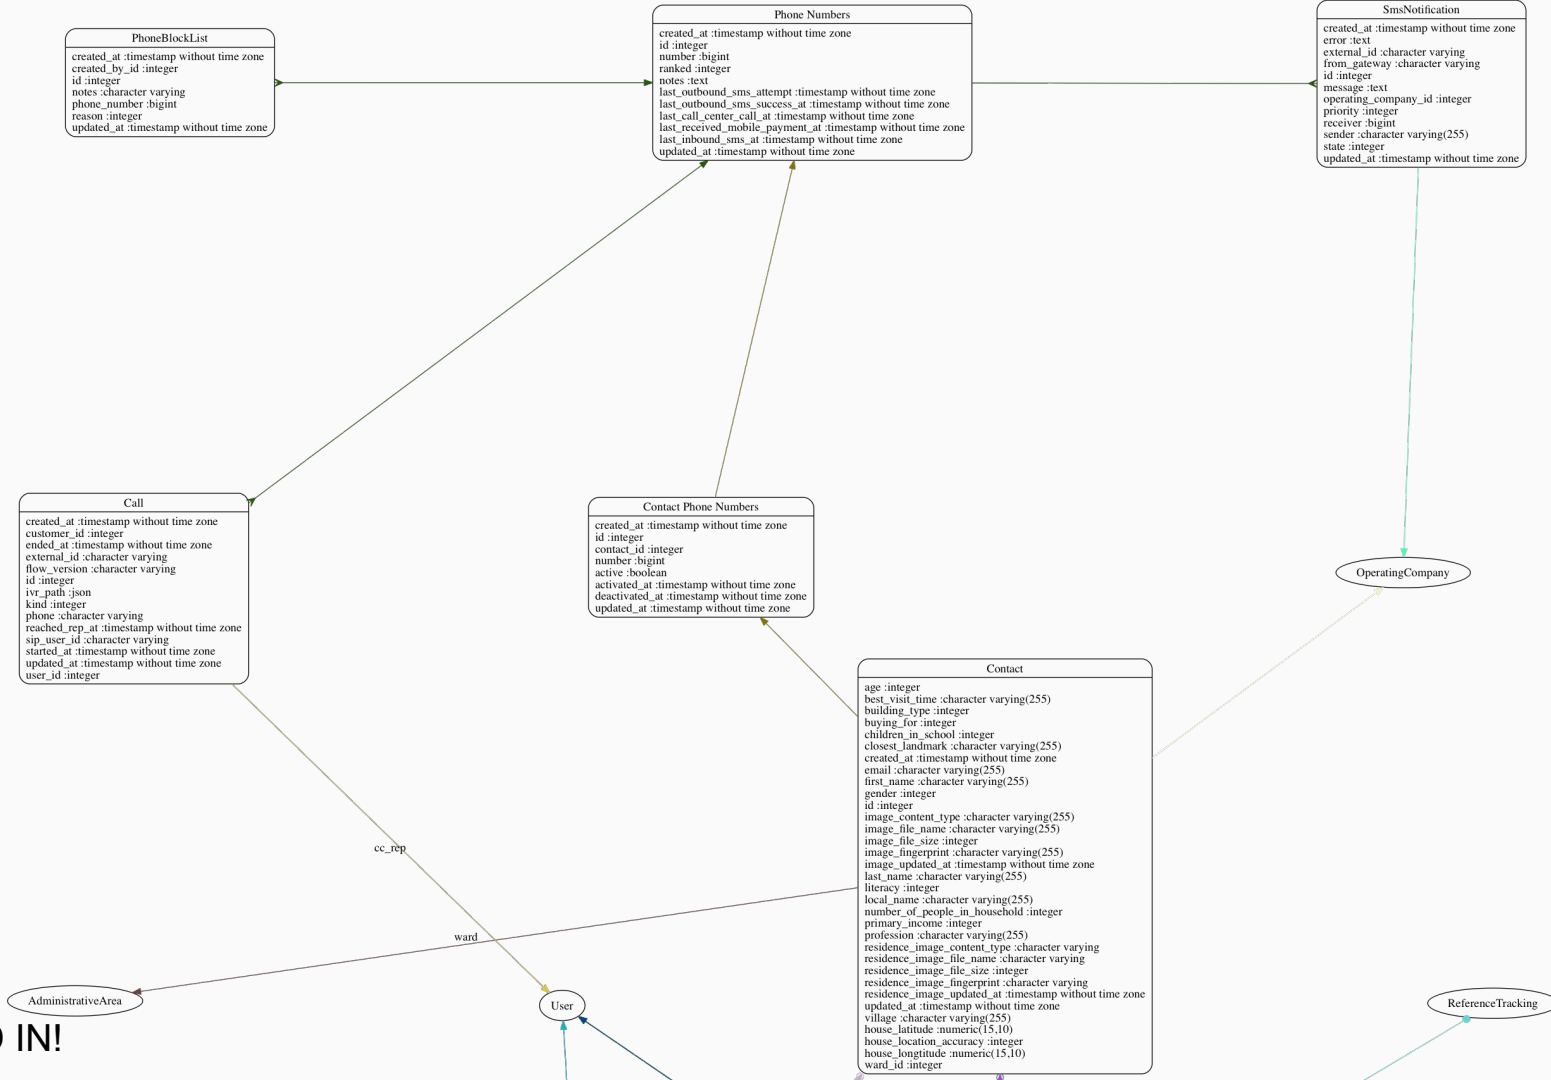 PhoneBlockList
created_at :timestamp without time zone
created_by_id :integer
id :integer
notes :character varying
phone_number :bigint
reason :integer
updated_at :timestamp without time zone
Phone Numbers
created_at :timestamp without time zone
id :integer
number :bigint
ranked :integer
notes :text
last_outbound_sms_attempt :timestamp without time zone
last_outbound_sms_success_at :timestamp without time zone
last_call_center_call_at :timestamp without time zone
last_received_mobile_payment_at :timestamp without time zone
last_inbound_sms_at :timestamp without time zone
updated_at :timestamp without time zone
SmsNotification
created_at :timestamp without time zone
error :text
external_id :character varying
from_gateway :character varying
id :integer
message :text
operating_company_id :integer
priority :integer
receiver :bigint
sender :character varying(255)
state :integer
updated_at :timestamp without time zone
Call
created_at :timestamp without time zone
customer_id :integer
ended_at :timestamp without time zone
external_id :character varying
flow_version :character varying
id :integer
ivr_path :json
kind :integer
phone :character varying
reached_rep_at :timestamp without time zone
sip_user_id :character varying
started_at :timestamp without time zone
updated_at :timestamp without time zone
user_id :integer
Contact Phone Numbers
created_at :timestamp without time zone
id :integer
contact_id :integer
number :bigint
active :boolean
activated_at :timestamp without time zone
deactivated_at :timestamp without time zone
updated_at :timestamp without time zone
OperatingCompany
Contact
age :integer
best_visit_time :character varying(255)
building_type :integer
buying_for :integer
children_in_school :integer
closest_landmark :character varying(255)
created_at :timestamp without time zone
email :character varying(255)
first_name :character varying(255)
gender :integer
id :integer
image_content_type :character varying(255)
image_file_name :character varying(255)
image_file_size :integer
image_fingerprint :character varying(255)
image_updated_at :timestamp without time zone
last_name :character varying(255)
literacy :integer
local_name :character varying(255)
number_of_people_in_household :integer
primary_income :integer
profession :character varying(255)
residence_image_content_type :character varying
residence_image_file_name :character varying
residence_image_file_size :integer
residence_image_fingerprint :character varying
residence_image_updated_at :timestamp without time zone
updated_at :timestamp without time zone
village :character varying(255)
house_latitude :numeric(15,10)
house_location_accuracy :integer
house_longtitude :numeric(15,10)
ward_id :integer
cc_rep
ward
AdministrativeArea
User
ReferenceTracking
IN!